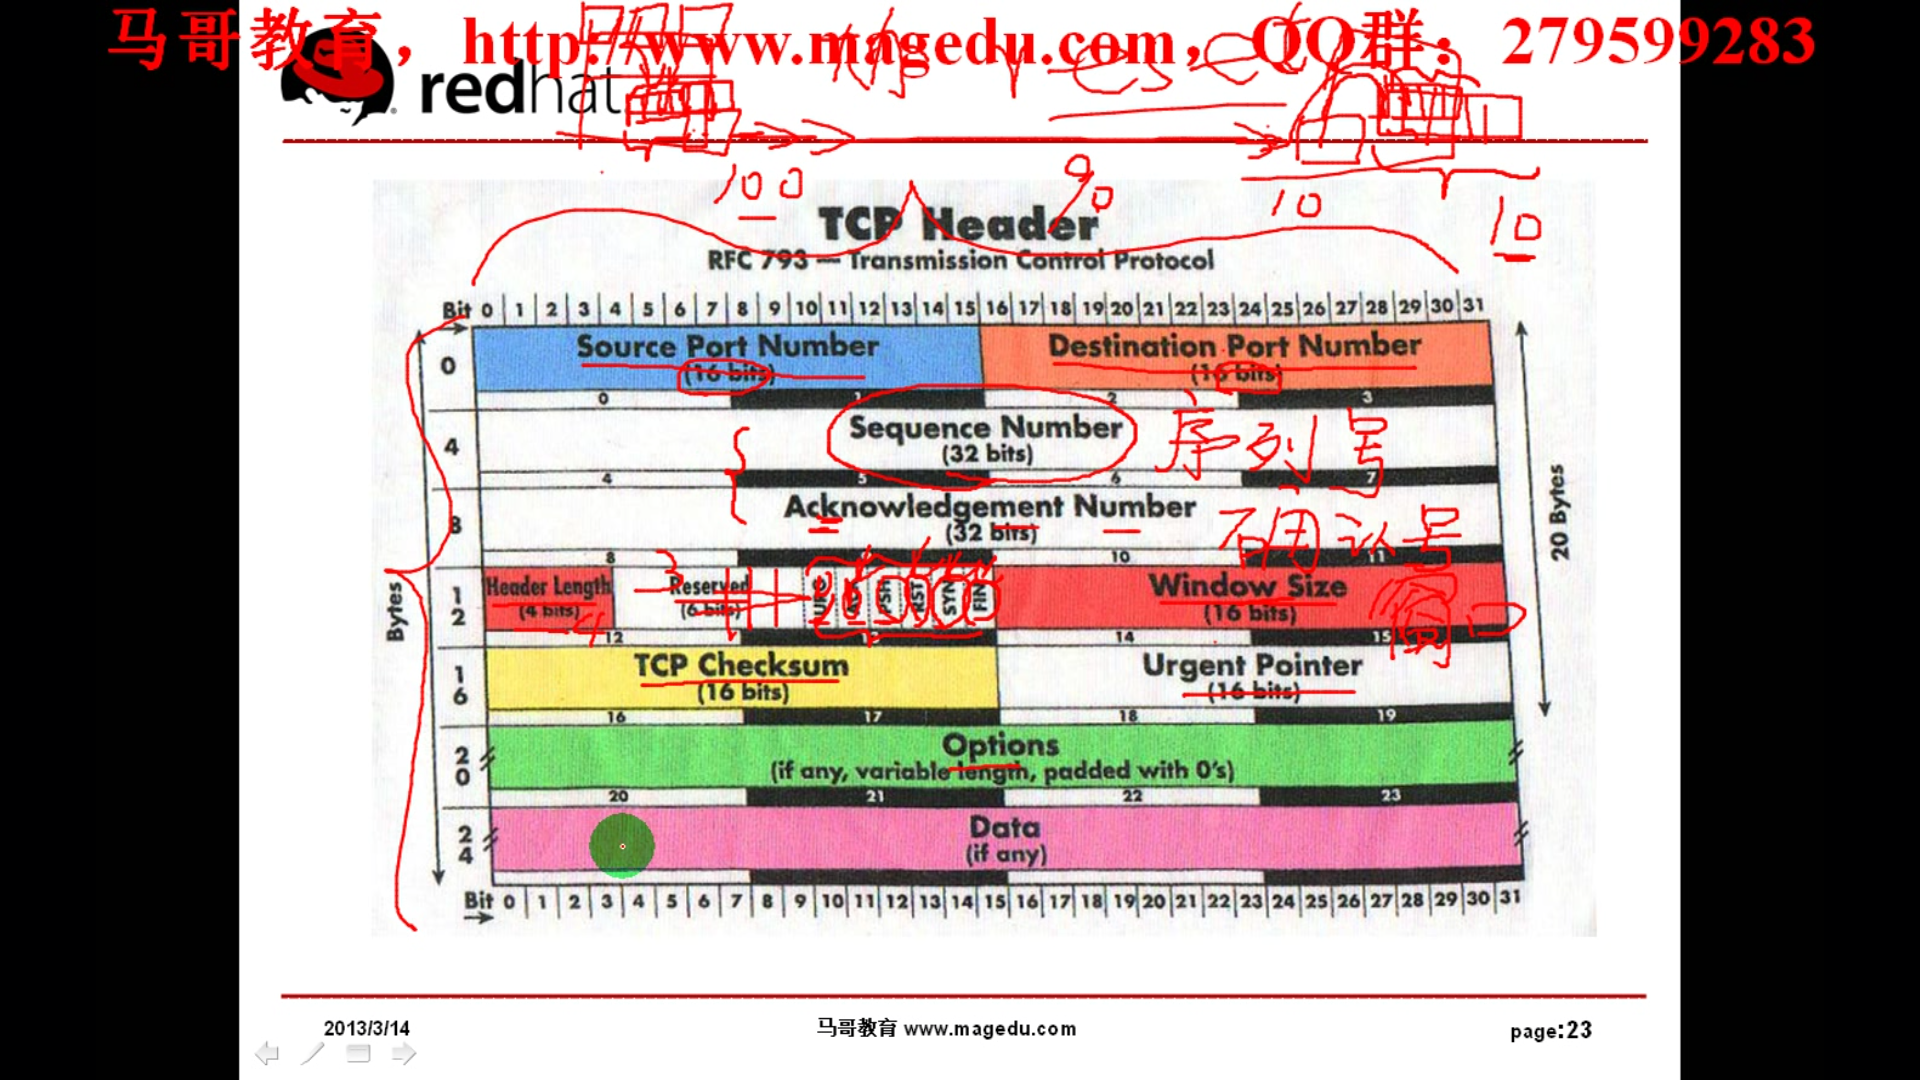 马哥教育，http://www.magedu.com，QQ群：279599283
redhat
100
90
10
10
TCP Header
RFC 793 — Transmission Control Protocol
Bit 0 1 2 3 4 5 6 7 8 9 10 11 12 13 14 15 16 17 18 19 20 21 22 23 24 25 26 27 28 29 30 31
0
Source Port Number
(16 bits)
Destination Port Number
(16 bits)
0 1 2 3
4
Sequence Number
(32 bits)
序列号
4 5 6 7
8
Acknowledgement Number
(32 bits)
确认号
8 10 11
12
Header Length
(4 bits)
4
Reserved
(6 bits)
3
URG PSH RST SYN FIN
Window Size
(16 bits)
窗口
12 13 14 15
16
TCP Checksum
(16 bits)
Urgent Pointer
(16 bits)
16 17 18 19
20
Options
(if any, variable length, padded with 0's)
20 21 22 23
24
Data
(if any)
Bit 0 1 2 3 4 5 6 7 8 9 10 11 12 13 14 15 16 17 18 19 20 21 22 23 24 25 26 27 28 29 30 31
Bytes
20 Bytes
2013/3/14
马哥教育 www.magedu.com
page:23